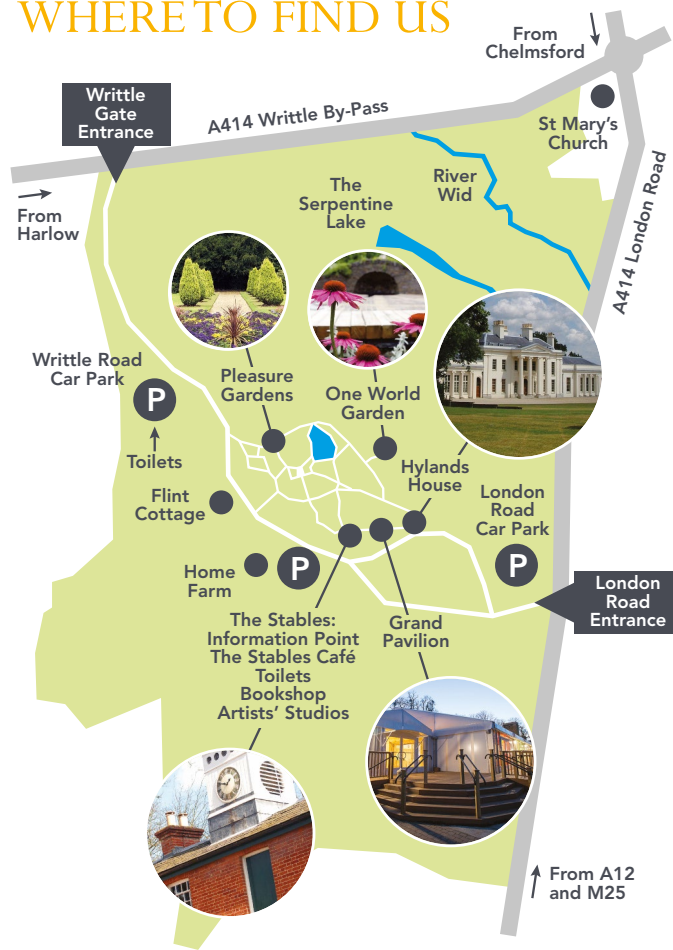 WHERE TO FIND US
From
Chelmsford
Writtle
Gate
Entrance
A414 Writtle By-Pass
St Mary's
Church
The
Serpentine
Lake
River
Wid
From
Harlow
A414 London Road
Writtle Road
Car Park
P
Toilets
Pleasure
Gardens
One World
Garden
Hylands
House
Flint
Cottage
London
Road
Car Park
P
Home
Farm
P
London
Road
Entrance
The Stables:
Information Point
The Stables Café
Toilets
Bookshop
Artists' Studios
Grand
Pavilion
From A12
and M25